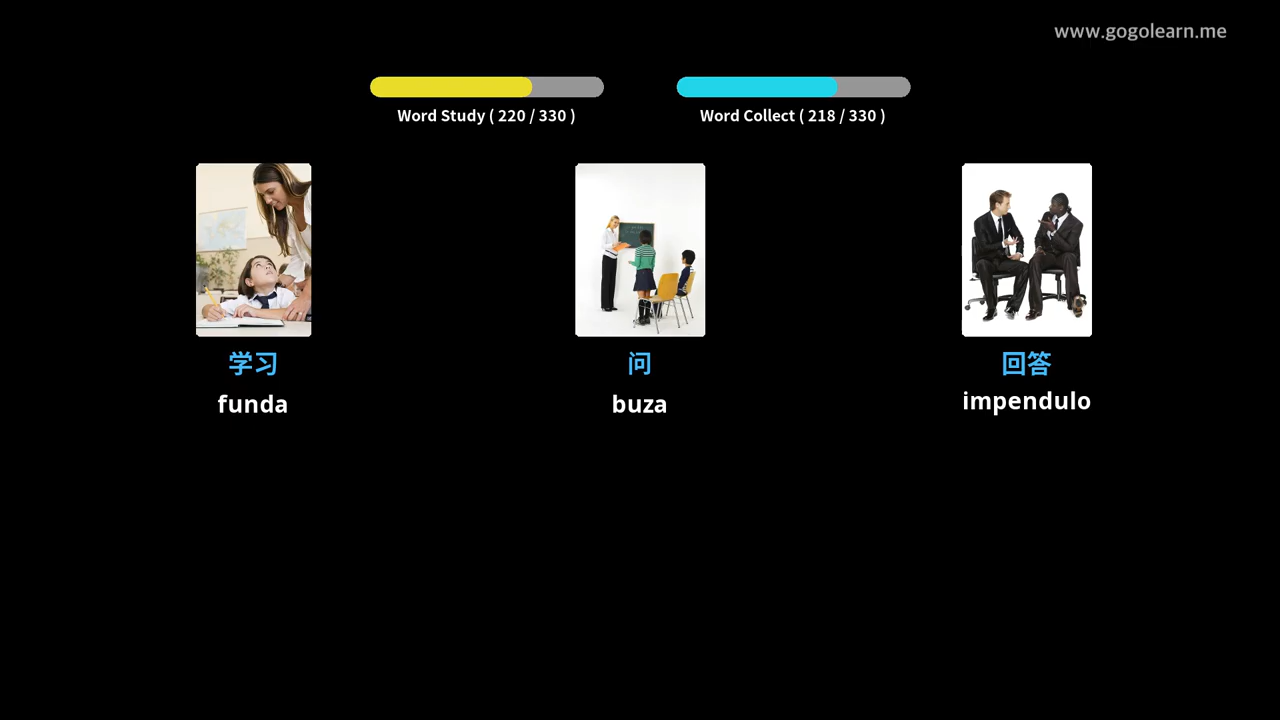 www.gogolearn.me
Word Study ( 220 / 330 )
Word Collect ( 218 / 330 )
学习
问
回答
funda
buza
impendulo